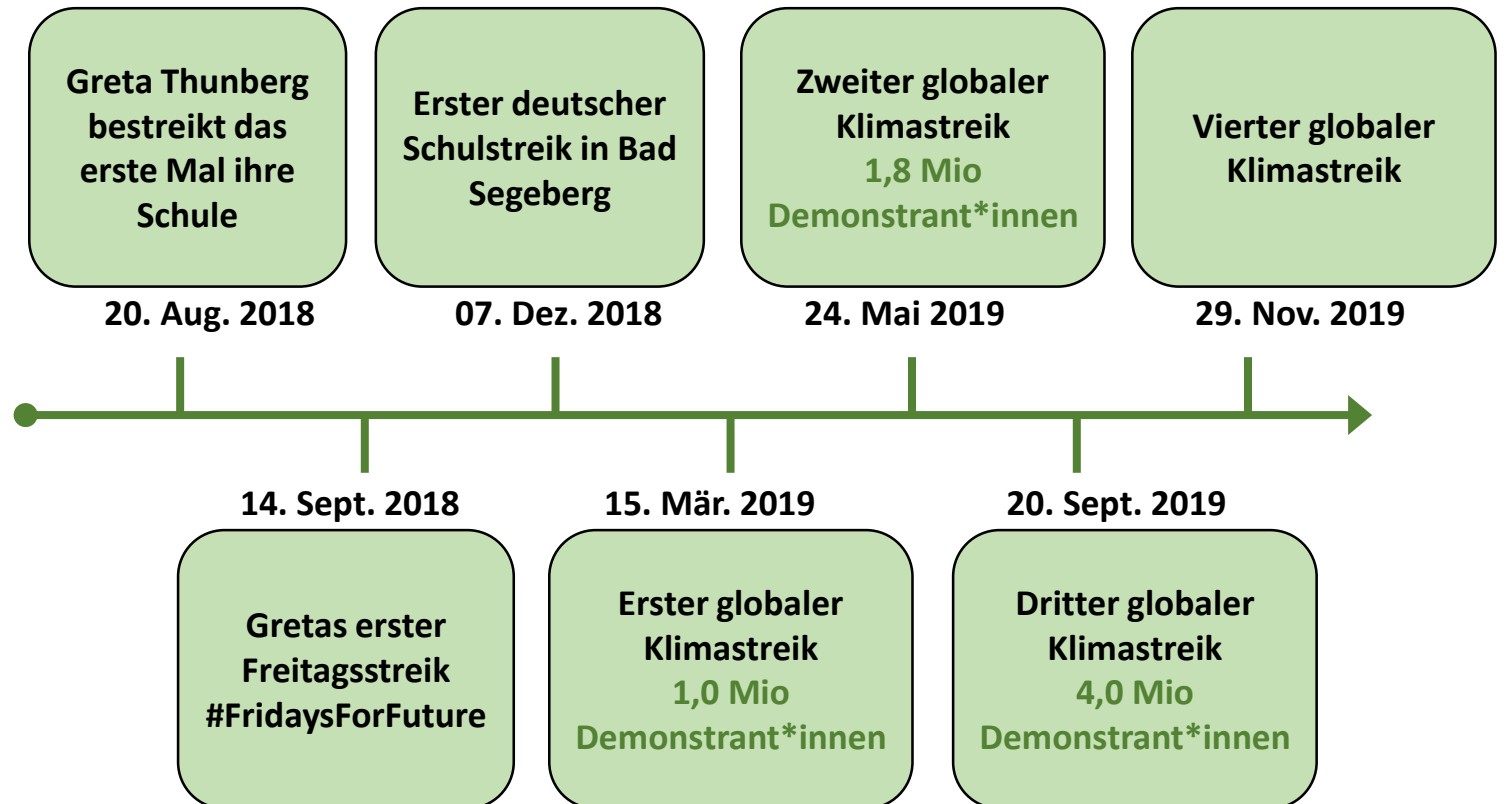 Greta Thunberg
bestreikt das
erste Mal ihre
Schule
20. Aug. 2018
Erster deutscher
Schulstreik in Bad
Segeberg
07. Dez. 2018
Zweiter globaler
Klimastreik
1,8 Mio
Demonstrant*innen
24. Mai 2019
Vierter globaler
Klimastreik
29. Nov. 2019
14. Sept. 2018
Gretas erster
Freitagsstreik
#FridaysForFuture
15. Mär. 2019
Erster globaler
Klimastreik
1,0 Mio
Demonstrant*innen
20. Sept. 2019
Dritter globaler
Klimastreik
4,0 Mio
Demonstrant*innen